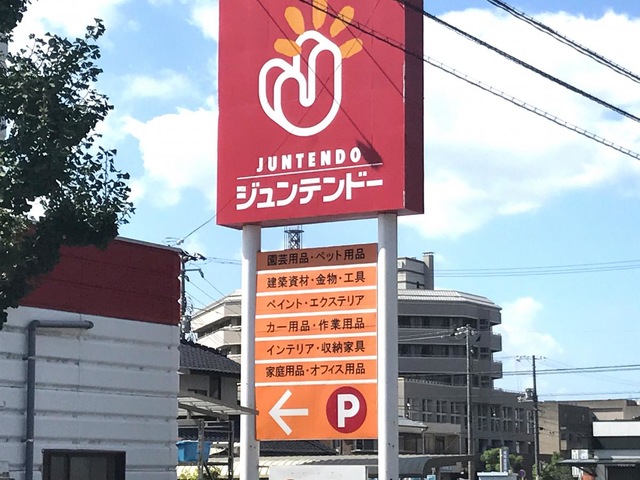 JUNTENDO
ジュンテンドー
園芸用品・ペット用品
建築資材・金物・工具
ペイント・エクステリア
カー用品・作業用品
インテリア・収納家具
家庭用品・オフィス用品
P